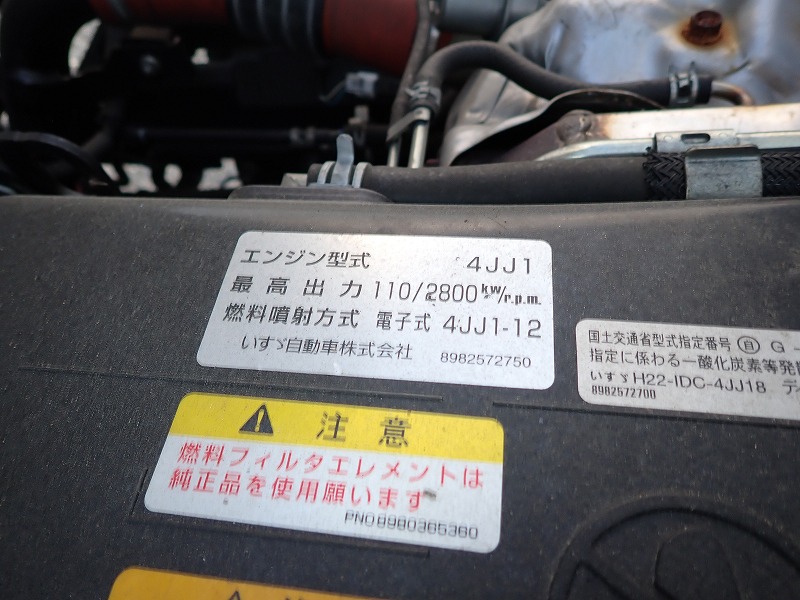 エンジン型式 4JJ1
最高出力 110/2800 kw/r.p.m.
燃料噴射方式 電子式 4JJ1-12
いすゞ自動車株式会社 8982572750
国土交通省型式指定番号 自 G-
指定に係わる一酸化炭素等発
いすゞH22-IDC-4JJ18 デ
8982572700
注意
燃料フィルタエレメントは
純正品を使用願います
PNO8980365360